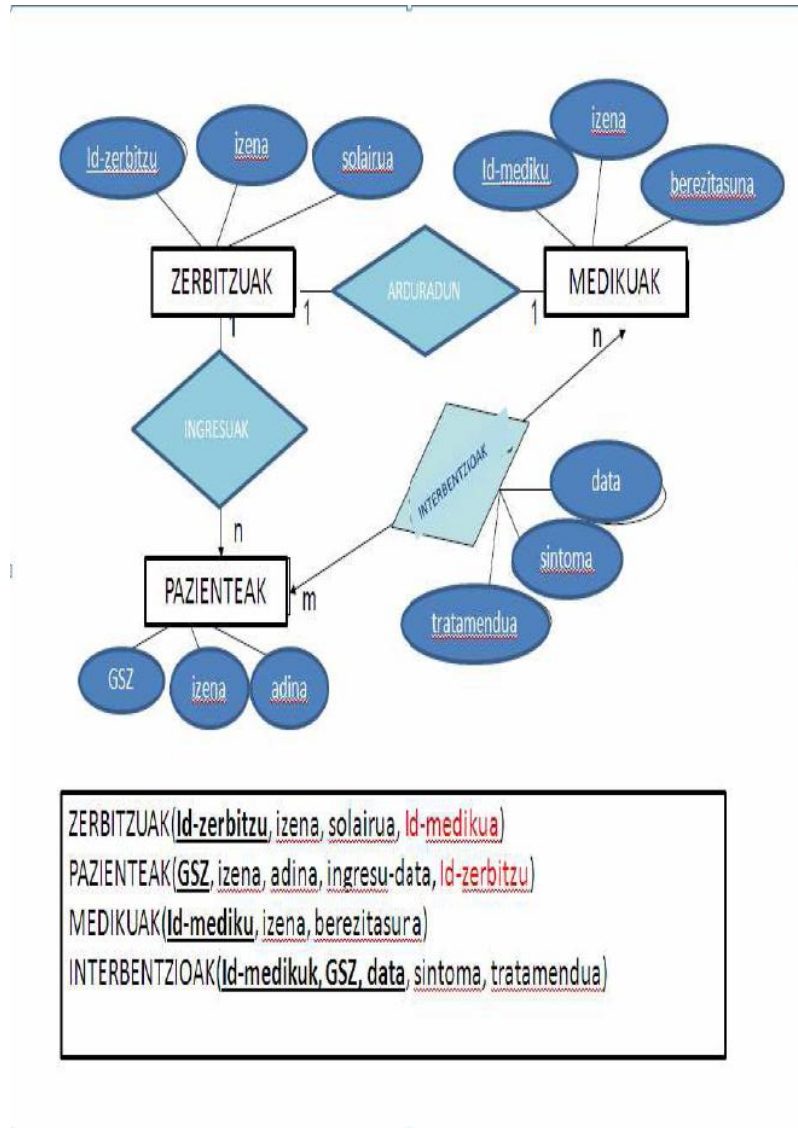 Id-zerbitzu
izena
solairua
Id-mediku
izena
berezitasuna
ZERBITZUAK
1
ARDURADUN
1
MEDIKUAK
1
n
INGRESUAK
INTERBENTZIOAK
data
sintoma
tratamendua
n
PAZIENTEAK
m
GSZ
izena
adina
ZERBITZUAK(Id-zerbitzu, izena, solairua, Id-medikua)
PAZIENTEAK(GSZ, izena, adina, ingresu-data, Id-zerbitzu)
MEDIKUAK(Id-mediku, izena, berezitasura)
INTERBENTZIOAK(Id-medikuk, GSZ, data, sintoma, tratamendua)